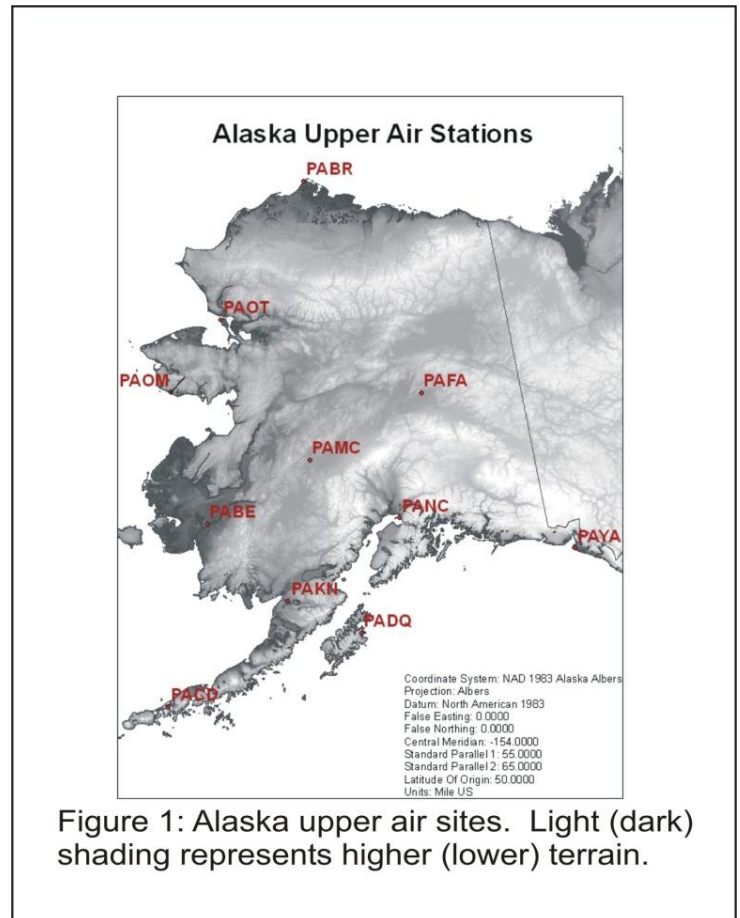 Alaska Upper Air Stations
PABR
PAOT
PAOM
PAFA
PAMC
PABE
PANC
PAYA
PAKN
PADQ
PACD
Coordinate System: NAD 1983 Alaska Albers
Projection: Albers
Datum: North American 1983
False Easting: 0.0000
False Northing: 0.0000
Central Meridian: -154.0000
Standard Parallel 1: 55.0000
Standard Parallel 2: 65.0000
Latitude Of Origin: 50.0000
Units: Mile US
Figure 1: Alaska upper air sites. Light (dark)
shading represents higher (lower) terrain.